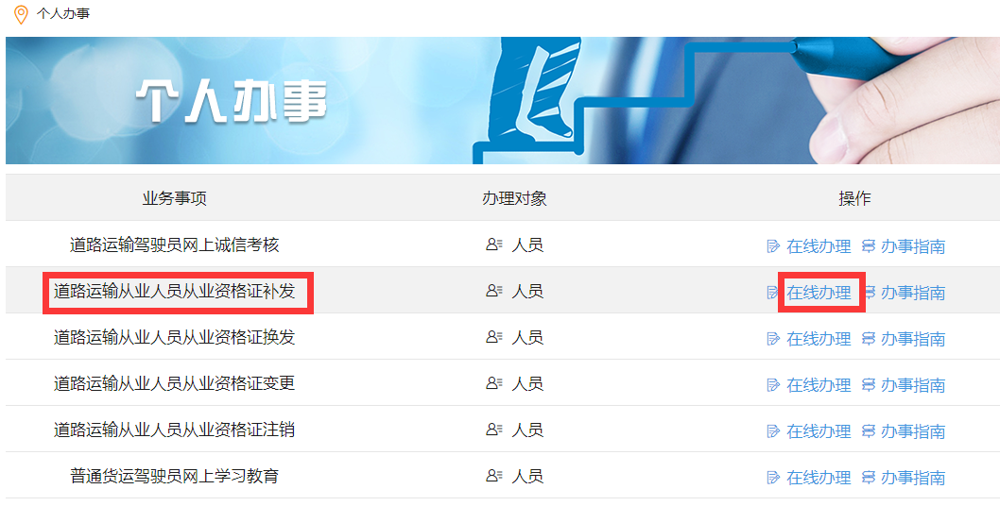 个人办事
个人办事
业务事项 办理对象 操作
道路运输驾驶员网上诚信考核 人员 在线办理 办事指南
道路运输从业人员从业资格证补发 人员 在线办理 办事指南
道路运输从业人员从业资格证换发 人员 在线办理 办事指南
道路运输从业人员从业资格证变更 人员 在线办理 办事指南
道路运输从业人员从业资格证注销 人员 在线办理 办事指南
普通货运驾驶员网上学习教育 人员 在线办理 办事指南